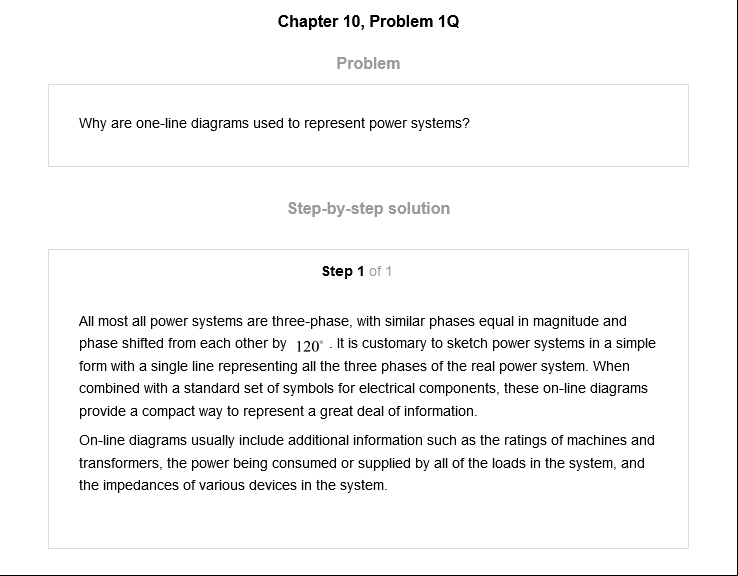 Chapter 10, Problem 1Q
Problem
Why are one-line diagrams used to represent power systems?
Step-by-step solution
Step 1 of 1
All most all power systems are three-phase, with similar phases equal in magnitude and
phase shifted from each other by 120° . It is customary to sketch power systems in a simple
form with a single line representing all the three phases of the real power system. When
combined with a standard set of symbols for electrical components, these on-line diagrams
provide a compact way to represent a great deal of information.
On-line diagrams usually include additional information such as the ratings of machines and
transformers, the power being consumed or supplied by all of the loads in the system, and
the impedances of various devices in the system.